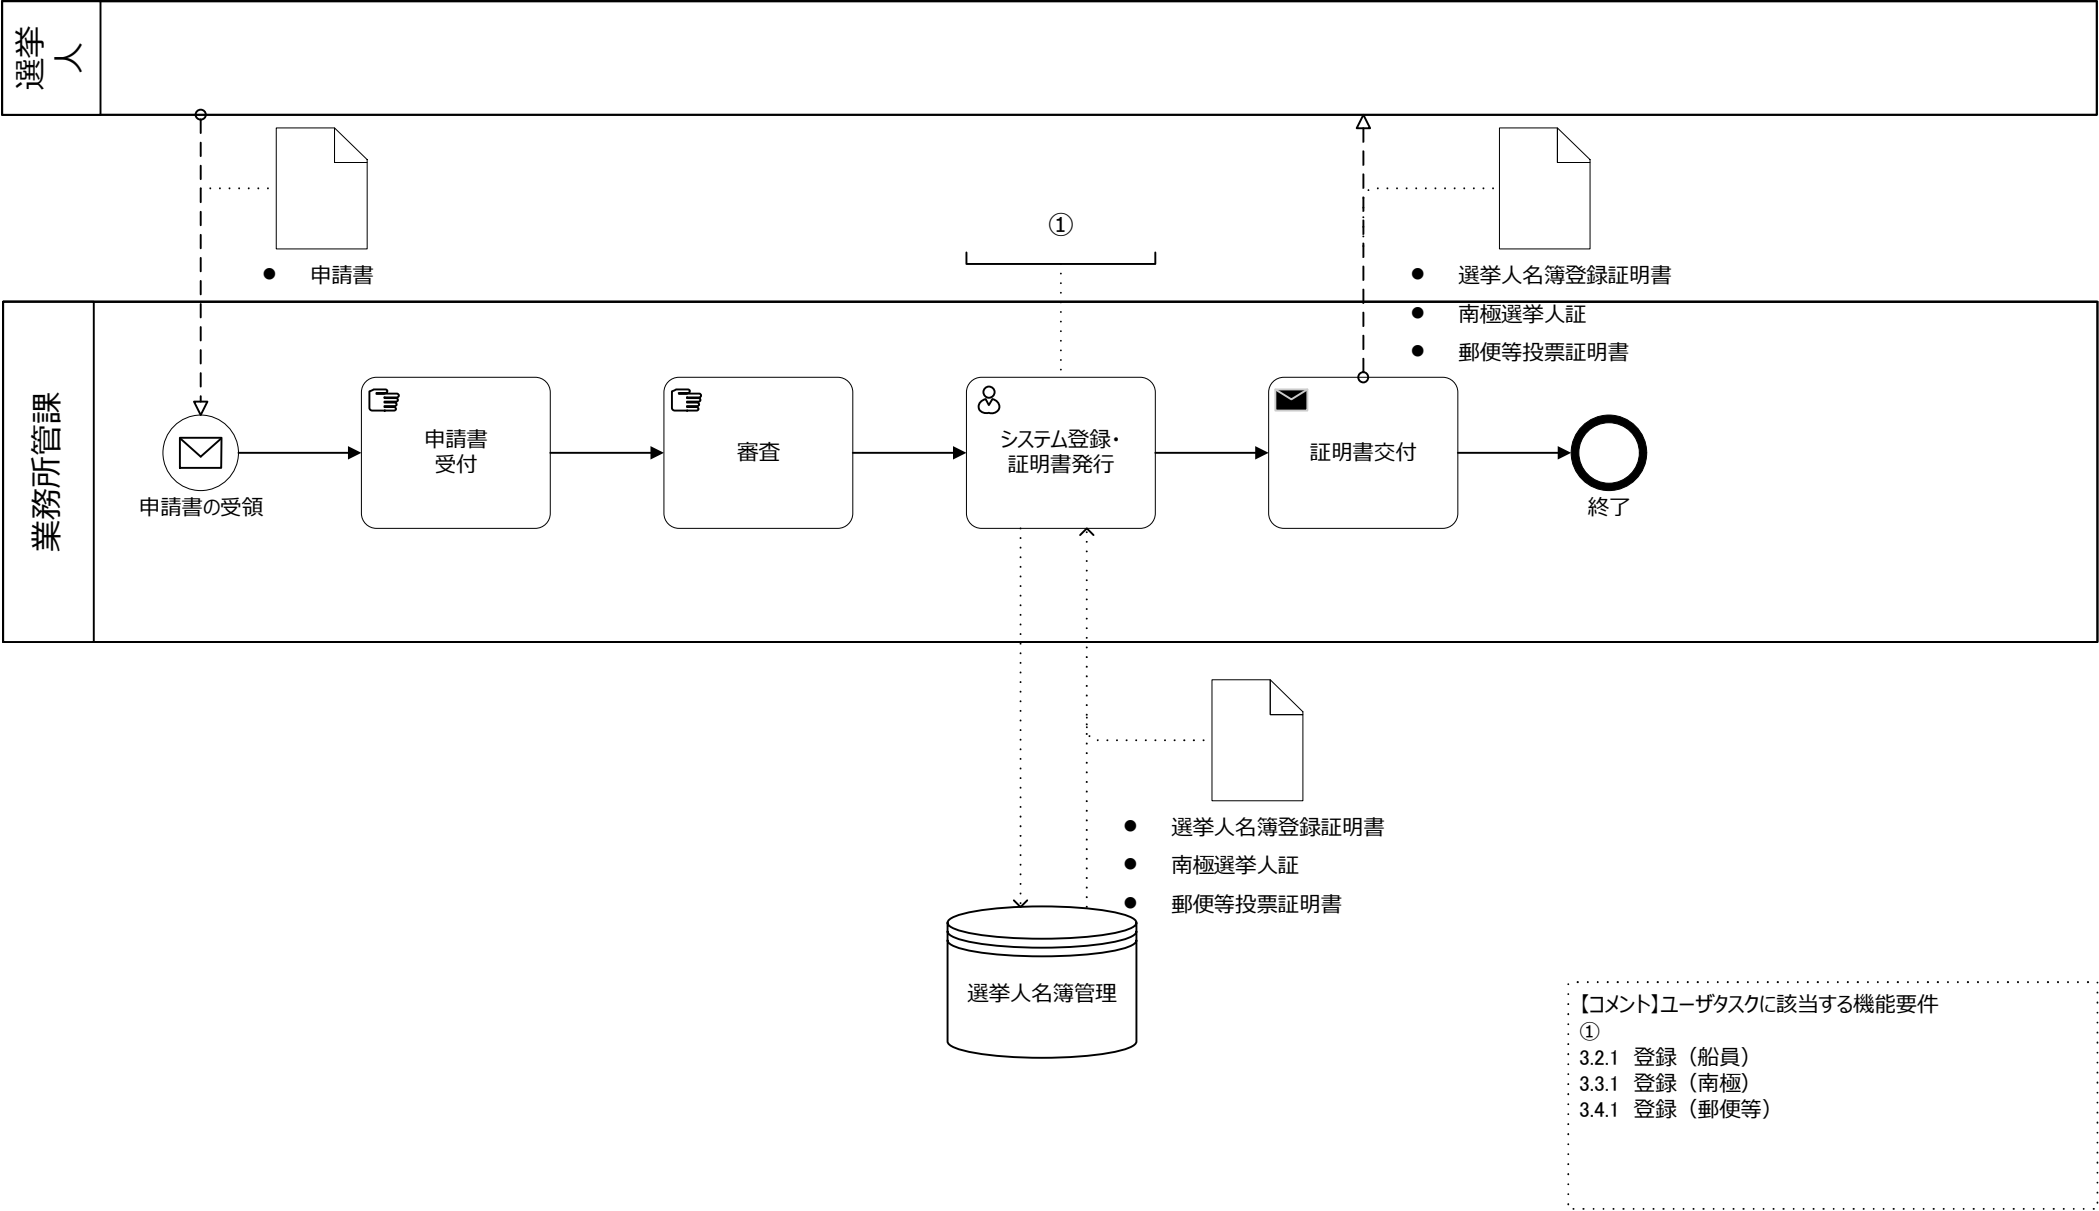 選挙
人
①
● 申請書
● 選挙人名簿登録証明書
● 南極選挙人証
● 郵便等投票証明書
業務所管課
申請書の受領
申請書
受付
審査
システム登録・
証明書発行
証明書交付
終了
● 選挙人名簿登録証明書
● 南極選挙人証
● 郵便等投票証明書
選挙人名簿管理
【コメント】ユーザタスクに該当する機能要件
①
3.2.1 登録（船員）
3.3.1 登録（南極）
3.4.1 登録（郵便等）